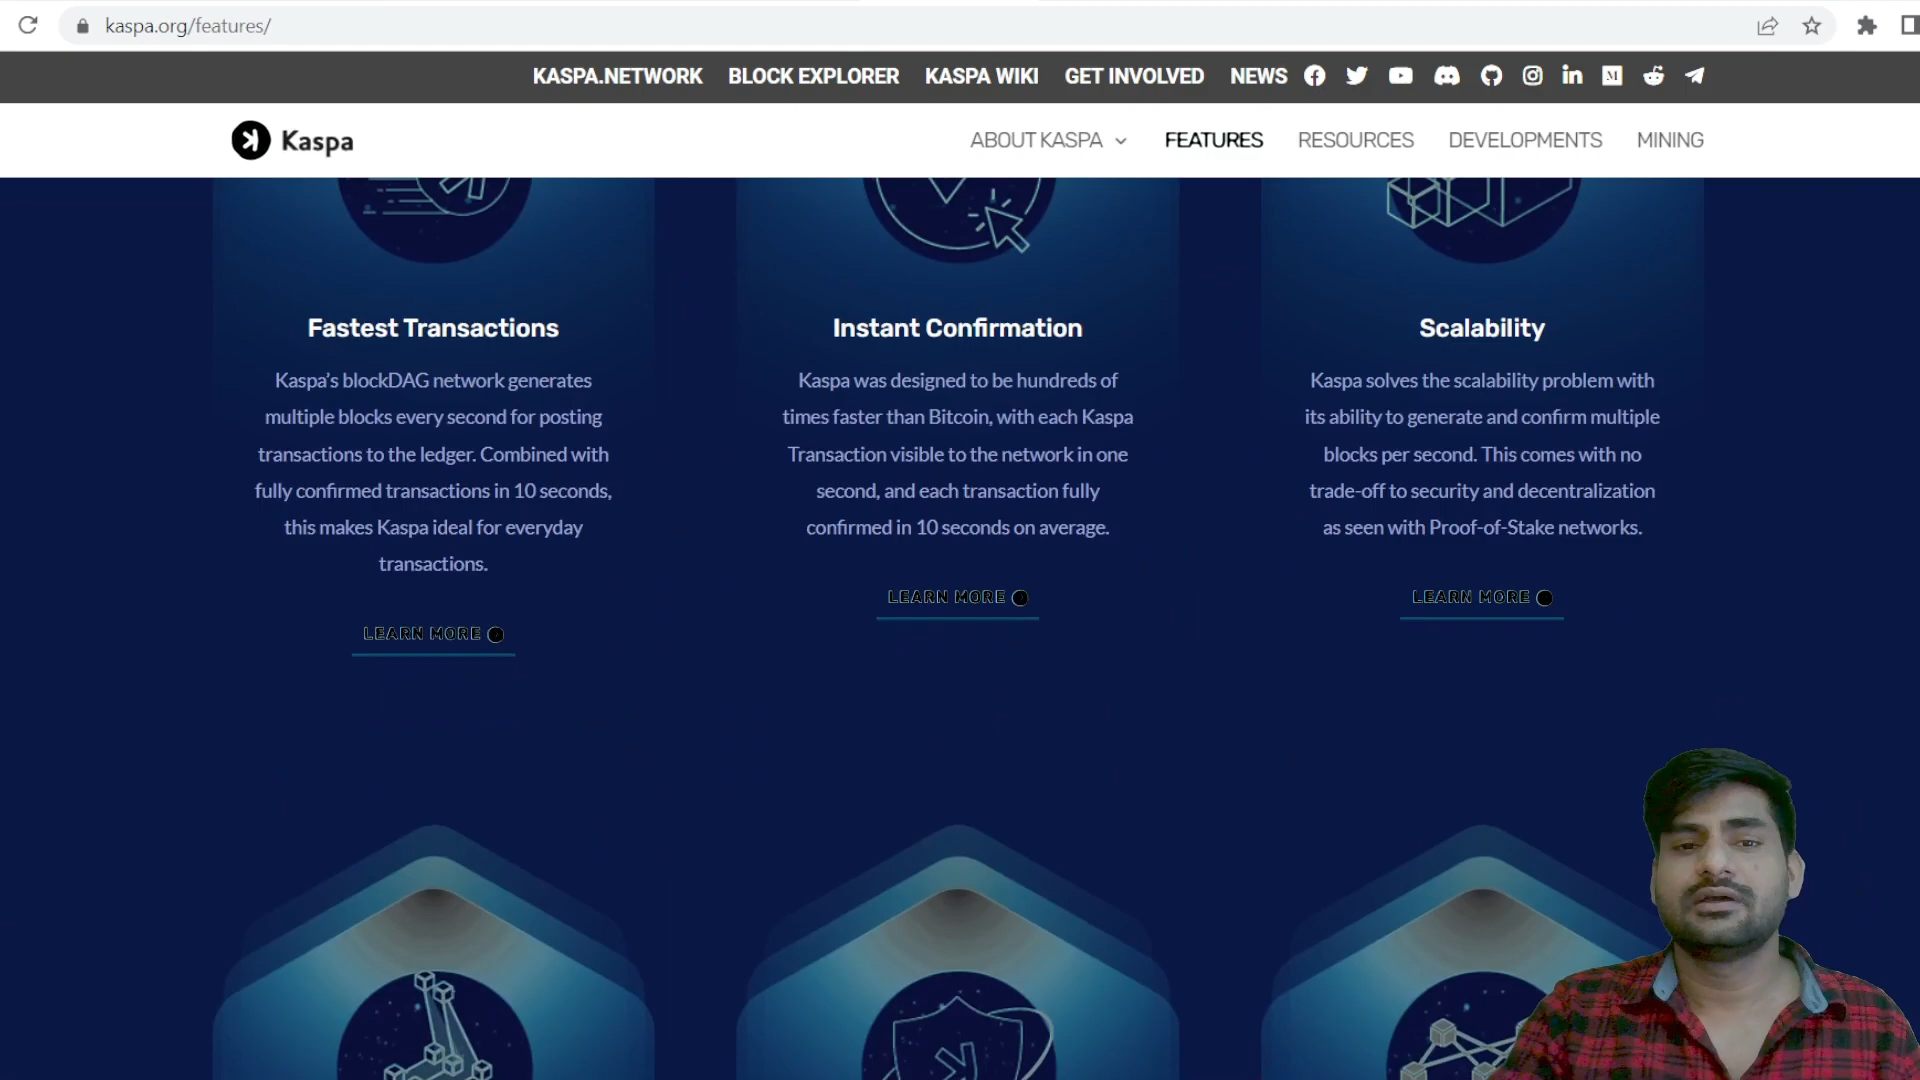 kaspa.org/features/
KASPA.NETWORK BLOCK EXPLORER KASPA WIKI GET INVOLVED NEWS
Kaspa ABOUT KASPA FEATURES RESOURCES DEVELOPMENTS MINING
Fastest Transactions
Kaspa’s blockDAG network generates
multiple blocks every second for posting
transactions to the ledger. Combined with
fully confirmed transactions in 10 seconds,
this makes Kaspa ideal for everyday
transactions.
LEARN MORE
Instant Confirmation
Kaspa was designed to be hundreds of
times faster than Bitcoin, with each Kaspa
Transaction visible to the network in one
second, and each transaction fully
confirmed in 10 seconds on average.
LEARN MORE
Scalability
Kaspa solves the scalability problem with
its ability to generate and confirm multiple
blocks per second. This comes with no
trade-off to security and decentralization
as seen with Proof-of-Stake networks.
LEARN MORE